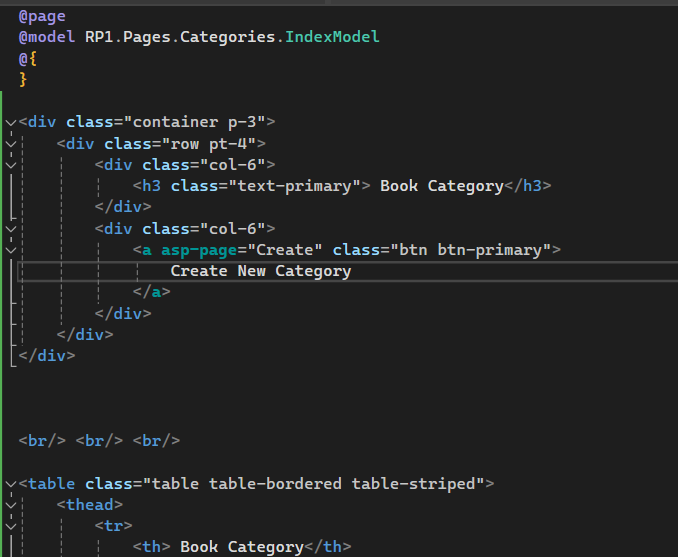 @page
@model RP1.Pages.Categories.IndexModel
@{
}
<div class="container p-3">
<div class="row pt-4">
<div class="col-6">
<h3 class="text-primary"> Book Category</h3>
</div>
<div class="col-6">
<a asp-page="Create" class="btn btn-primary">
Create New Category
</a>
</div>
</div>
</div>
<br/> <br/> <br/>
<table class="table table-bordered table-striped">
<thead>
<tr>
<th> Book Category</th>